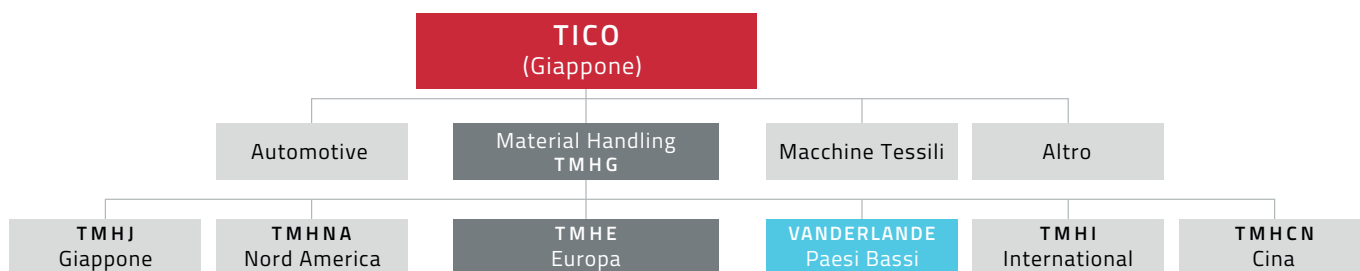 TICO
(Giappone)
Automotive
Material Handling
TMHG
Macchine Tessili
Altro
TMHJ
Giappone
TMHNA
Nord America
TMHE
Europa
VANDERLANDE
Paesi Bassi
TMHI
International
TMHCN
Cina